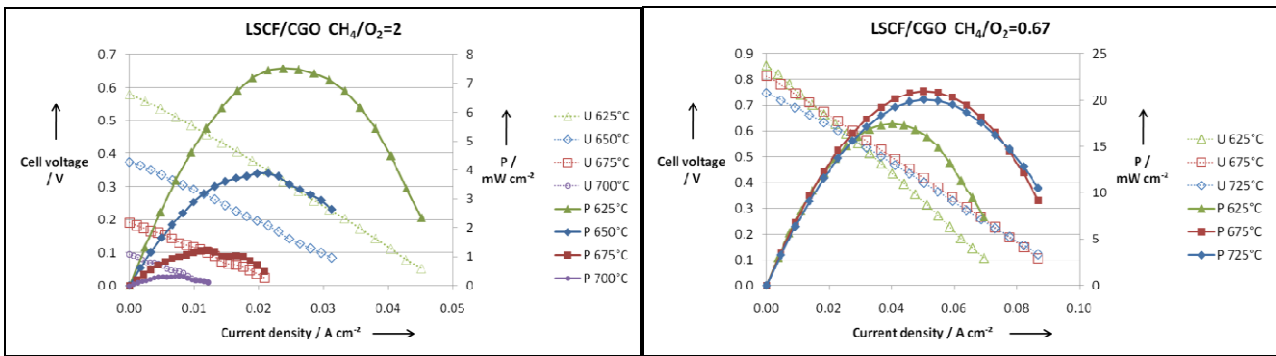 LSCF/CGO CH₄/O₂=2
0.7
0.6
0.5
0.4
0.3
0.2
0.1
0.0
Cell voltage
/ V
8
7
6
5
4
3
2
1
0
P /
mW cm⁻²
0.00 0.01 0.02 0.03 0.04 0.05
Current density / A cm⁻²
U 625°C
U 650°C
U 675°C
U 700°C
P 625°C
P 650°C
P 675°C
P 700°C
LSCF/CGO CH₄/O₂=0.67
0.9
0.8
0.7
0.6
0.5
0.4
0.3
0.2
0.1
0.0
Cell voltage
/ V
25
20
15
10
5
0
P /
mW cm⁻²
0.00 0.02 0.04 0.06 0.08 0.10
Current density / A cm⁻²
U 625°C
U 675°C
U 725°C
P 625°C
P 675°C
P 725°C